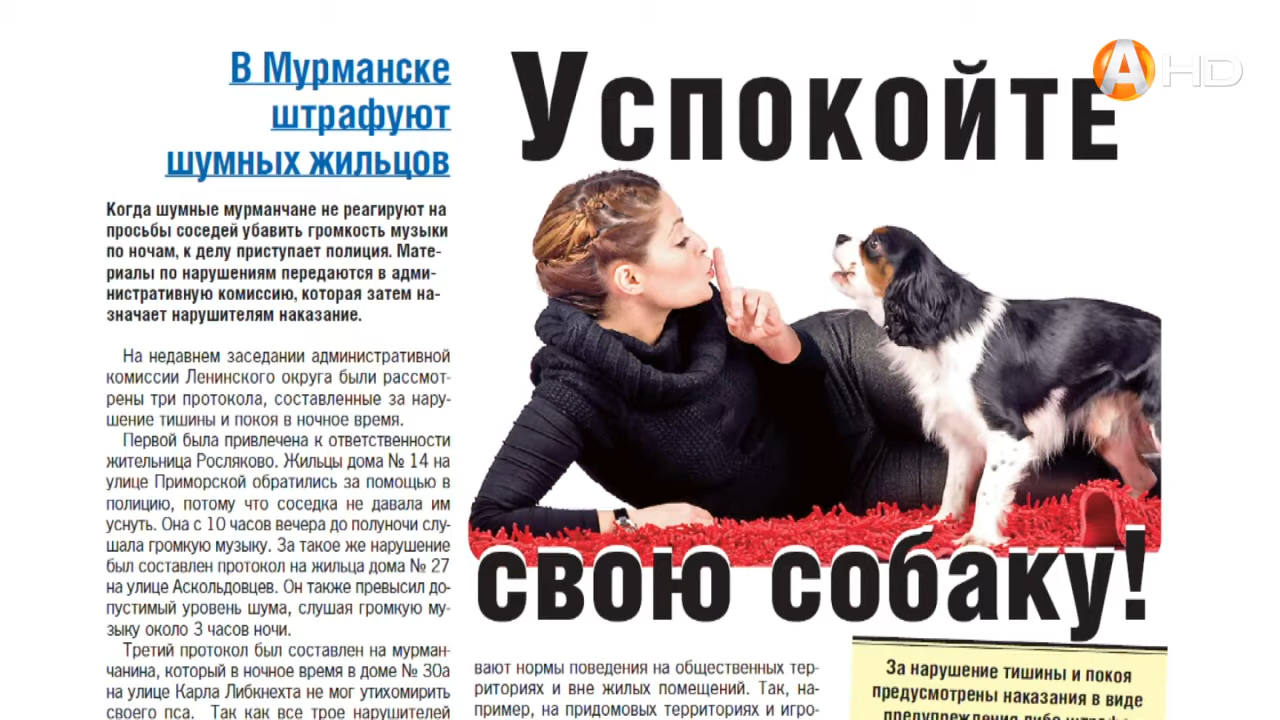 В Мурманске
штрафуют
шумных жильцов
Когда шумные мурманчане не реагируют на
просьбы соседей убавить громкость музыки
по ночам, к делу приступает полиция. Мате-
риалы по нарушениям передаются в адми-
нистративную комиссию, которая затем на-
значает нарушителям наказание.
На недавнем заседании административной
комиссии Ленинского округа были рассмот-
рены три протокола, составленные за нару-
шение тишины и покоя в ночное время.
Первой была привлечена к ответственности
жительница Росляково. Жильцы дома № 14 на
улице Приморской обратились за помощью в
полицию, потому что соседка не давала им
уснуть. Она с 10 часов вечера до полуночи слу-
шала громкую музыку. За такое же нарушение
был составлен протокол на жильца дома № 27
на улице Аскольдовцев. Он также превысил до-
пустимый уровень шума, слушая громкую му-
зыку около 3 часов ночи.
Третий протокол был составлен на мурман-
чанина, который в ночное время в доме № 30а
на улице Карла Либкнехта не мог утихомирить
своего пса. Так как все трое нарушителей
Успокойте
свою собаку!
вают нормы поведения на общественных тер-
риториях и вне жилых помещений. Так, на-
пример, на придомовых территориях и игро-
За нарушение тишины и покоя
предусмотрены наказания в виде
предупреждения либо штрафа
А HD